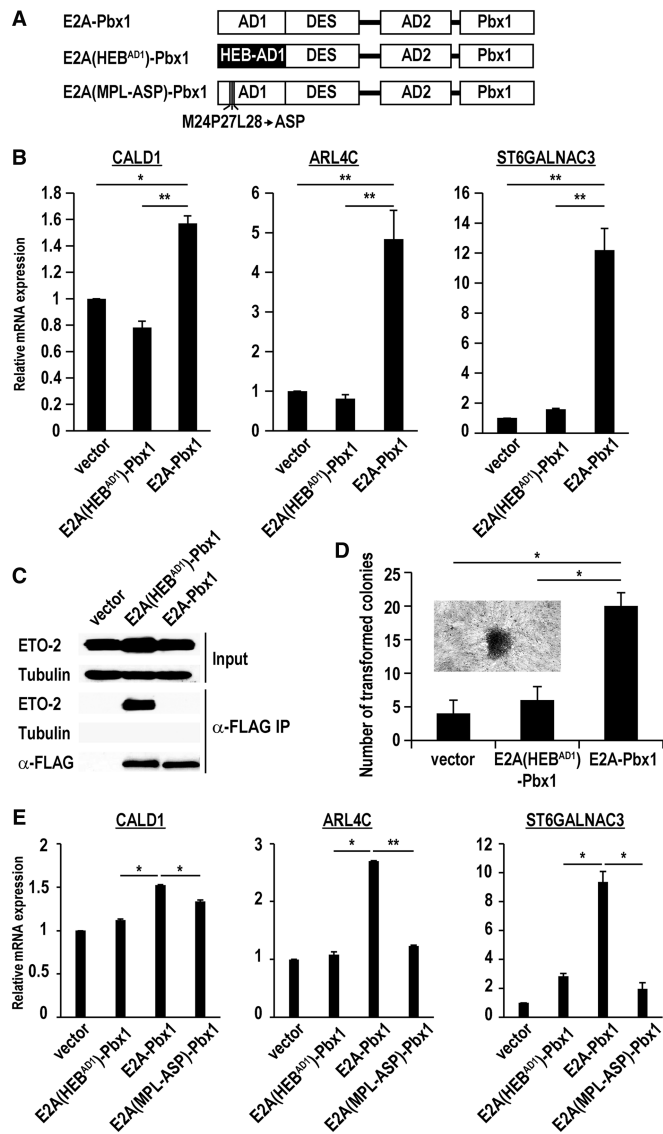 A
E2A-Pbx1 AD1 DES AD2 Pbx1
E2A(HEB^AD1)-Pbx1 HEB-AD1 DES AD2 Pbx1
E2A(MPL-ASP)-Pbx1 AD1 DES AD2 Pbx1
M24P27L28→ASP
B
CALD1 ARL4C ST6GALNAC3
* ** **
** ** **
Relative mRNA expression
1.8 1.6 1.4 1.2 1 0.8 0.6 0.4 0.2 0
6 5 4 3 2 1 0
16 14 12 10 8 6 4 2 0
vector E2A(HEB^AD1)-Pbx1 E2A-Pbx1
vector E2A(HEB^AD1)-Pbx1 E2A-Pbx1
vector E2A(HEB^AD1)-Pbx1 E2A-Pbx1
C
vector E2A(HEB^AD1)-Pbx1 E2A-Pbx1
ETO-2
Tubulin
Input
ETO-2
Tubulin
α-FLAG
α-FLAG IP
D
*
*
Number of transformed colonies
25
20
15
10
5
0
vector E2A(HEB^AD1)
-Pbx1 E2A-Pbx1
E
CALD1 ARL4C ST6GALNAC3
* * * ** * *
Relative mRNA expression
2 1.5 1 0.5 0
3 2 1 0
12 10 8 6 4 2 0
vector E2A(HEB^AD1)-Pbx1 E2A-Pbx1 E2A(MPL-ASP)-Pbx1
vector E2A(HEB^AD1)-Pbx1 E2A-Pbx1 E2A(MPL-ASP)-Pbx1
vector E2A(HEB^AD1)-Pbx1 E2A-Pbx1 E2A(MPL-ASP)-Pbx1